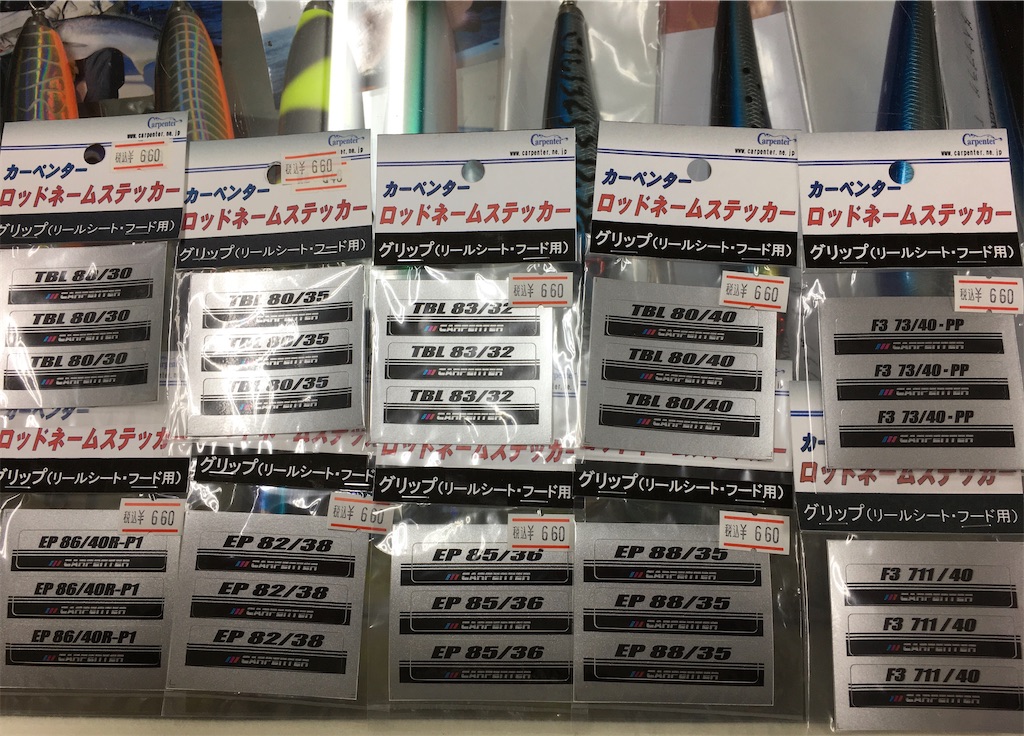 Carpenter
www.carpenter.ne.jp
税込¥ 660
カーペンター
ロッドネームステッカー
グリップ(リールシート・フード用)
TBL 80/30
CARPENTER
TBL 80/30
CARPENTER
TBL 80/30
CARPENTER
Carpenter
.ne.jp
税込¥ 660
カーペンター
ロッドネームステッカー
グリップ(リールシート・フード用)
TBL 80/35
CARPENTER
TBL 80/35
CARPENTER
TBL 80/35
CARPENTER
Carpenter
www.carpenter.ne.jp
カーペンター
ロッドネームステッカー
グリップ(リールシート・フード用)
税込¥ 660
TBL 83/32
CARPENTER
TBL 83/32
CARPENTER
TBL 83/32
CARPENTER
Carpenter
www.carpenter.ne.jp
カーペンター
ロッドネームステッカー
グリップ(リールシート・フード用)
税込¥ 660
TBL 80/40
CARPENTER
TBL 80/40
CARPENTER
TBL 80/40
CARPENTER
Carpenter
www.carpenter.ne.jp
カーペンター
ロッドネームステッカー
グリップ(リールシート・フード用)
税込¥ 660
F3 73/40-PP
CARPENTER
F3 73/40-PP
CARPENTER
F3 73/40-PP
CARPENTER
カーペンター
ロッドネームステッカー
グリップ(リールシート・フード用)
税込¥ 660
EP 86/40R-P1
CARPENTER
EP 86/40R-P1
CARPENTER
EP 86/40R-P1
CARPENTER
グリップ(リールシート・フード
税込¥ 660
EP 82/38
CARPENTER
EP 82/38
CARPENTER
EP 82/38
CARPENTER
グリップ(リールシート・フード用
税込¥ 660
EP 85/36
CARPENTER
EP 85/36
CARPENTER
EP 85/36
CARPENTER
グリップ(リールシート・フード用)
税込¥ 660
EP 88/35
CARPENTER
EP 88/35
CARPENTER
EP 88/35
CARPENTER
ロッドネームステッカー
グリップ(リールシート・フード用)
F3 711/40
CARPENTER
F3 711/40
CARPENTER
F3 711/40
CARPENTER